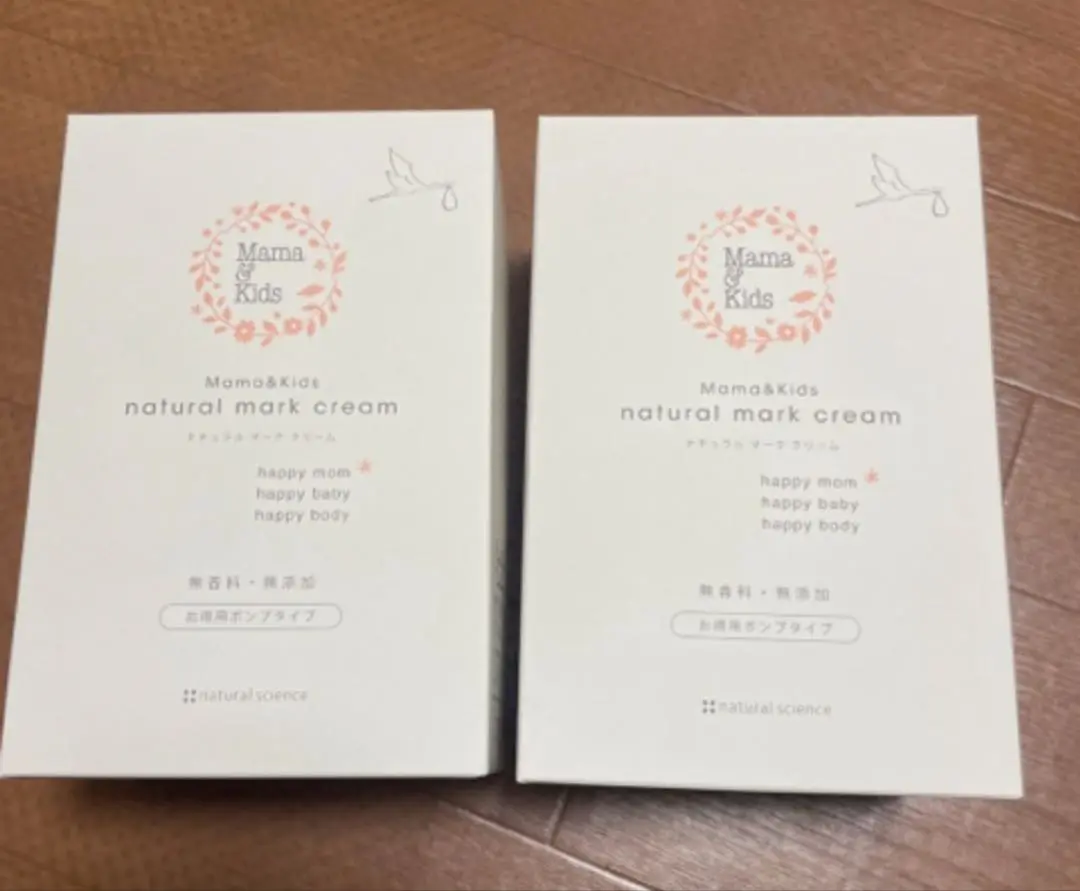 Mama
&
Kids
Mama&Kids
natural mark cream
ナチュラル マーク クリーム
happy mom
happy baby
happy body
無香料・無添加
お得用ポンプタイプ
natural science
Mama
&
Kids
Mama&Kids
natural mark cream
ナチュラル マーク クリーム
happy mom
happy baby
happy body
無香料・無添加
お得用ポンプタイプ
natural science